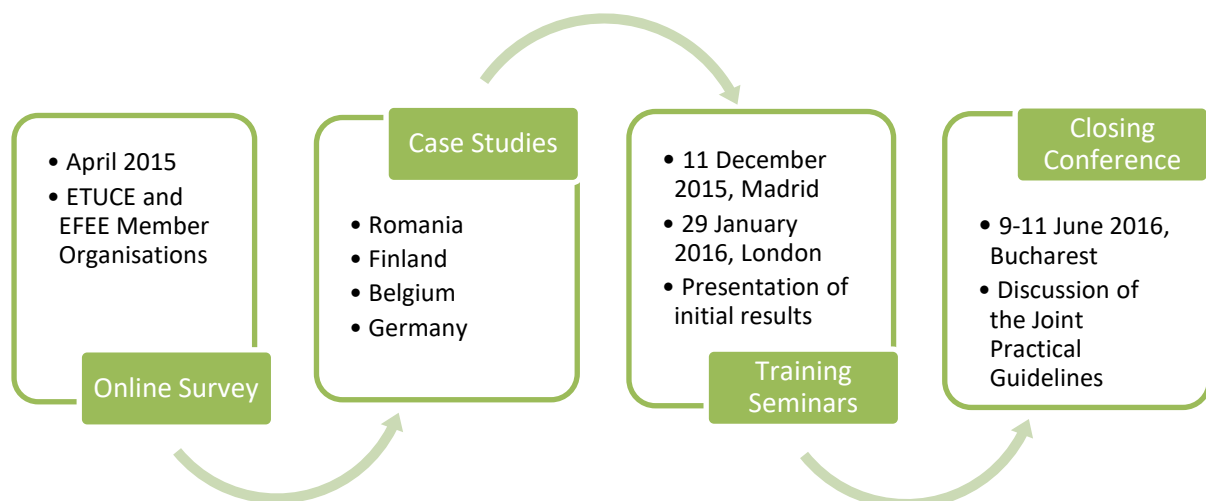 • April 2015
• ETUCE and
EFEE Member
Organisations
Online Survey
Case Studies
• Romania
• Finland
• Belgium
• Germany
• 11 December
2015, Madrid
• 29 January
2016, London
• Presentation of
initial results
Training
Seminars
Closing
Conference
• 9-11 June 2016,
Bucharest
• Discussion of
the Joint
Practical
Guidelines